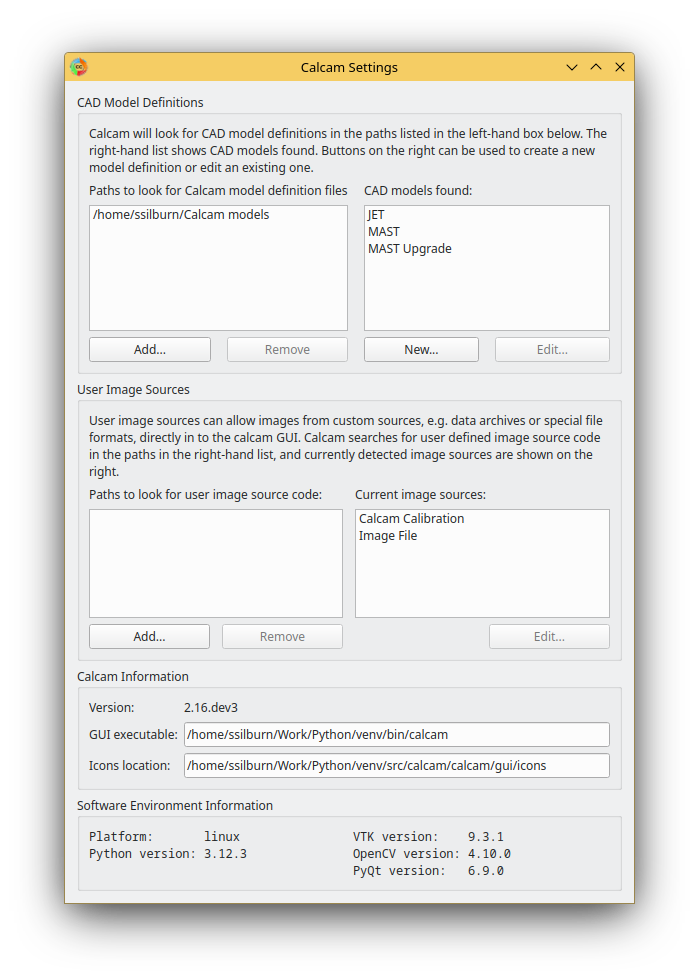 Calcam Settings
CAD Model Definitions
Calcam will look for CAD model definitions in the paths listed in the left-hand box below. The
right-hand list shows CAD models found. Buttons on the right can be used to create a new
model definition or edit an existing one.
Paths to look for Calcam model definition files
CAD models found:
/home/ssilburn/Calcam models
JET
MAST
MAST Upgrade
Add...
Remove
New...
Edit...
User Image Sources
User image sources can allow images from custom sources, e.g. data archives or special file
formats, directly in to the calcam GUI. Calcam searches for user defined image source code
in the paths in the right-hand list, and currently detected image sources are shown on the
right.
Paths to look for user image source code:
Current image sources:
Calcam Calibration
Image File
Add...
Remove
Edit...
Calcam Information
Version: 2.16.dev3
GUI executable: /home/ssilburn/Work/Python/venv/bin/calcam
Icons location: /home/ssilburn/Work/Python/venv/src/calcam/calcam/gui/icons
Software Environment Information
Platform: linux
Python version: 3.12.3
VTK version: 9.3.1
OpenCV version: 4.10.0
PyQt version: 6.9.0